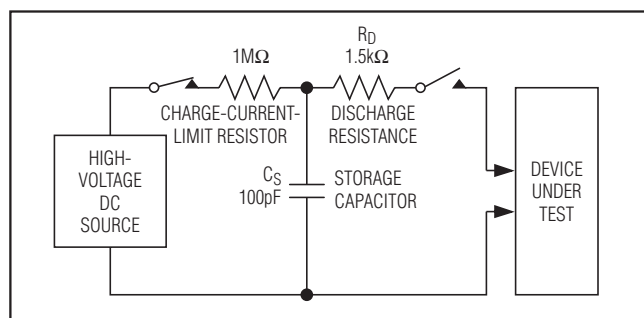 1MΩ
R_D
1.5kΩ
CHARGE-CURRENT-
LIMIT RESISTOR
DISCHARGE
RESISTANCE
HIGH-
VOLTAGE
DC
SOURCE
C_S
100pF
STORAGE
CAPACITOR
DEVICE
UNDER
TEST